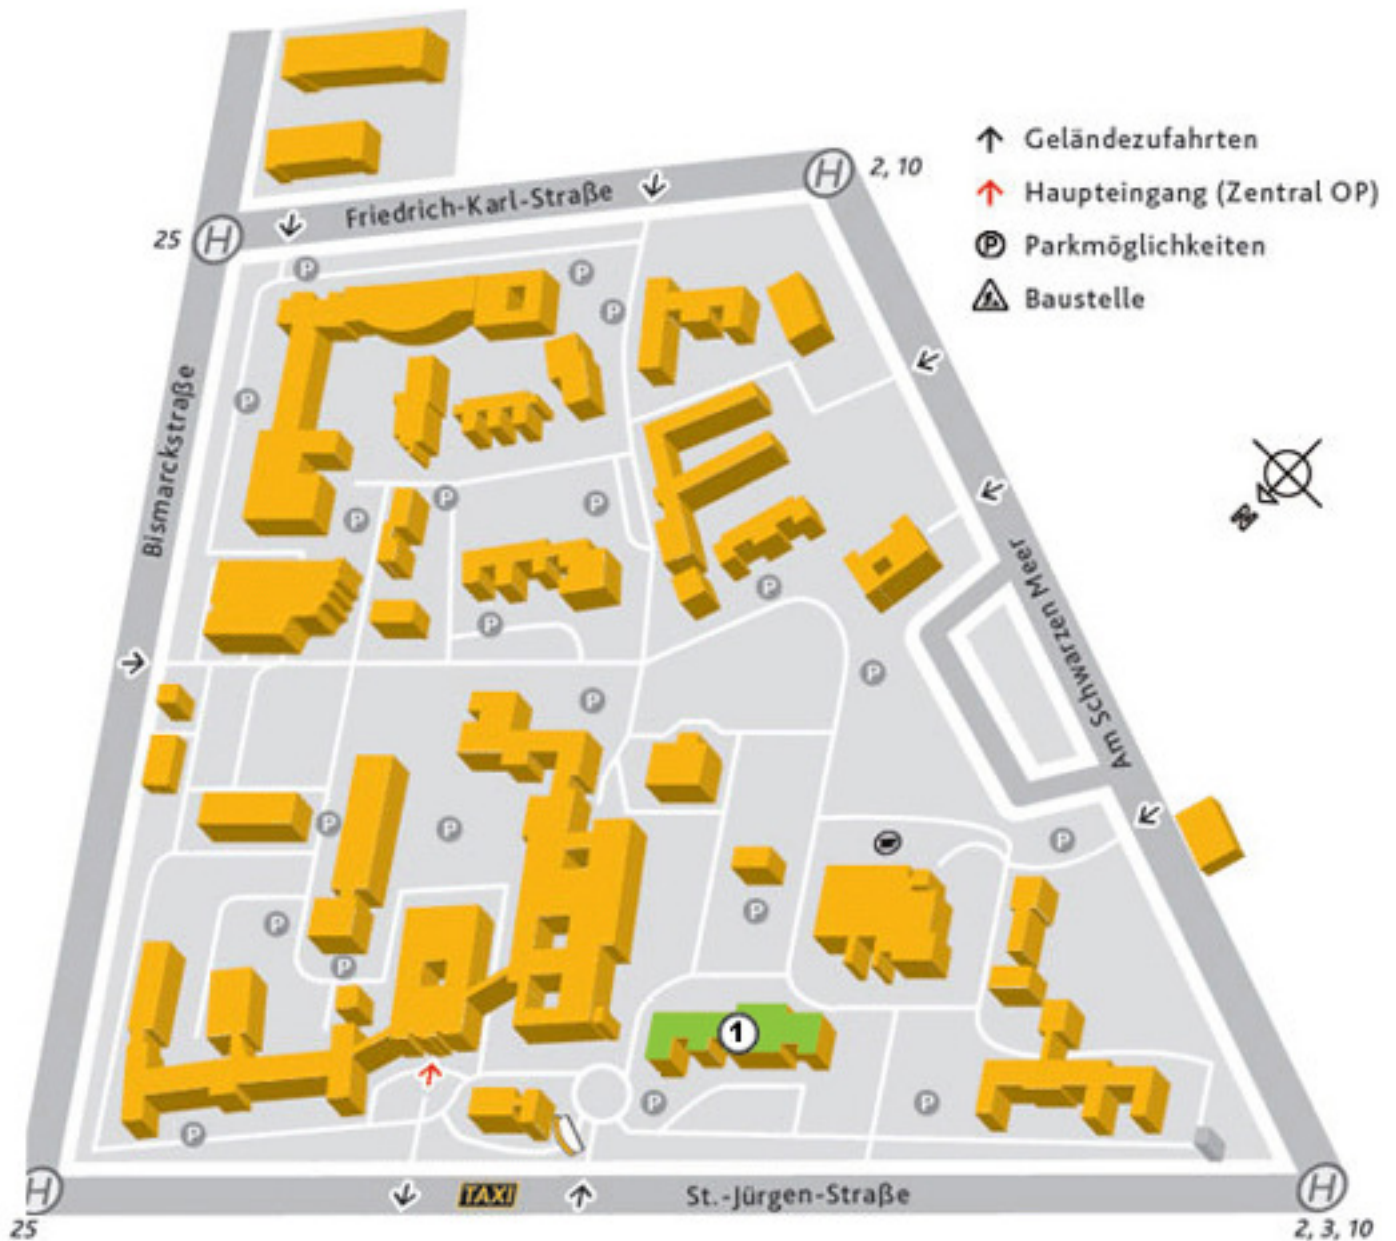 Geländezufahrten
Haupteingang (Zentral OP)
P Parkmöglichkeiten
Baustelle
H 2, 10
Friedrich-Karl-Straße
25 H
P
P
P
P
Bismarckstraße
P
P
P
P
P
N
Am Schwarzen Meer
P
P
P
P
P
P
P
P
P
1
P
P
P
H
TAXI
St.-Jürgen-Straße
H
25
2, 3, 10